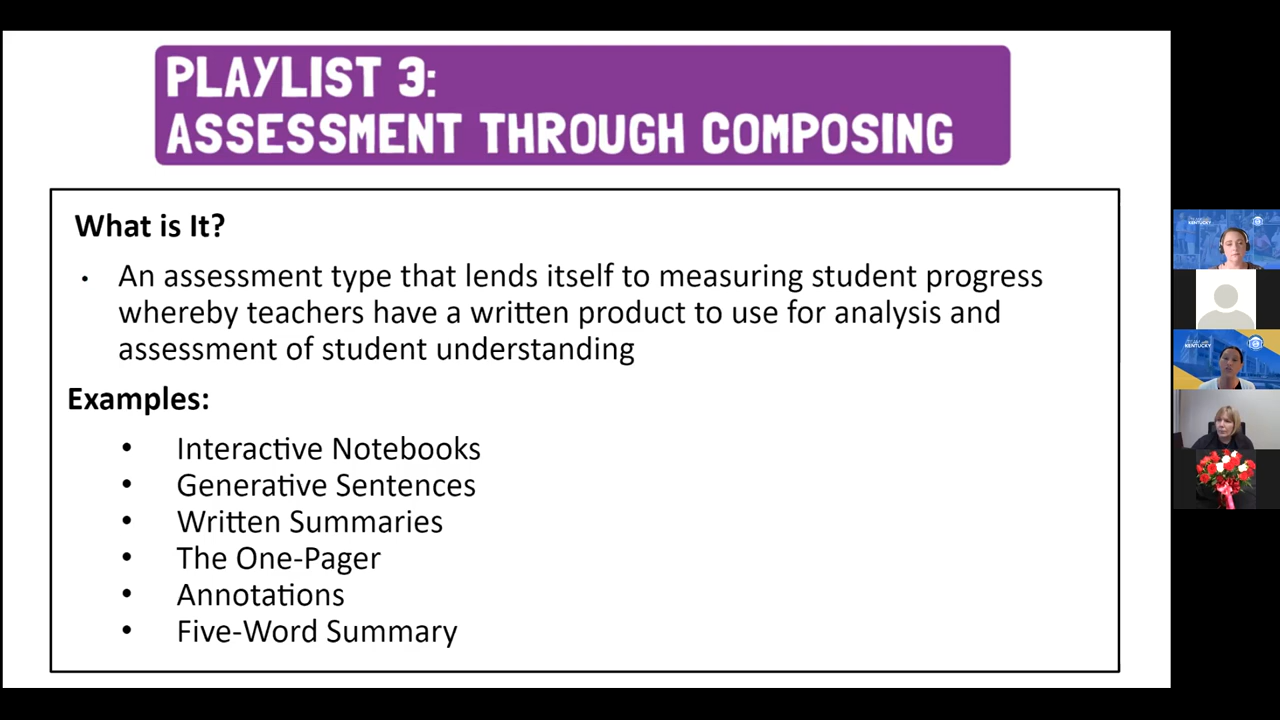 PLAYLIST 3:
ASSESSMENT THROUGH COMPOSING
What is It?
• An assessment type that lends itself to measuring student progress
whereby teachers have a written product to use for analysis and
assessment of student understanding
Examples:
• Interactive Notebooks
• Generative Sentences
• Written Summaries
• The One-Pager
• Annotations
• Five-Word Summary
KENTUCKY
KENTUCKY